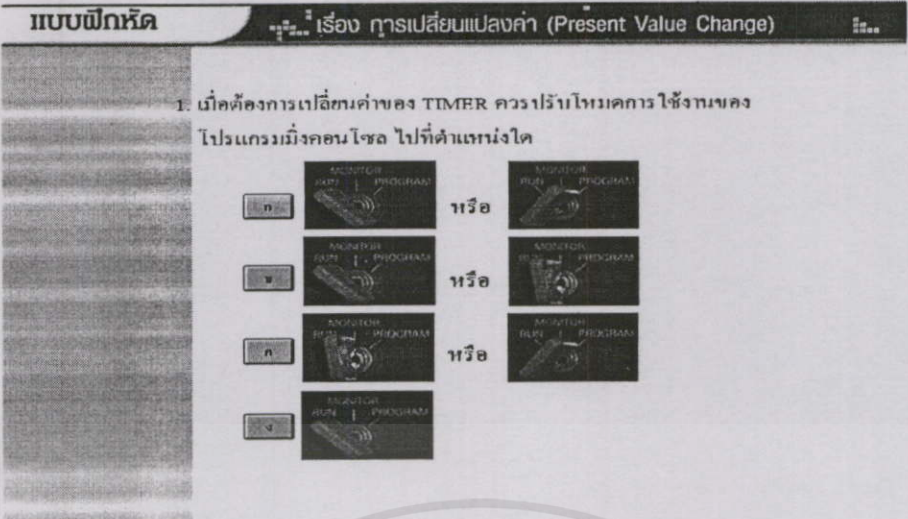 แบบฝึกหัด
เรื่อง การเปลี่ยนแปลงค่า (Present Value Change)
1. เมื่อต้องการเปลี่ยนค่าของ TIMER ควรปรับโหมดการใช้งานของ
โปรแกรมมิ่งคอนโซล ไปที่ตำแหน่งใด
MONITOR
RUN PROGRAM
MONITOR
RUN PROGRAM
ก หรือ
MONITOR
RUN PROGRAM
MONITOR
RUN PROGRAM
ข หรือ
MONITOR
RUN PROGRAM
MONITOR
RUN PROGRAM
ก หรือ
MONITOR
RUN PROGRAM
ง